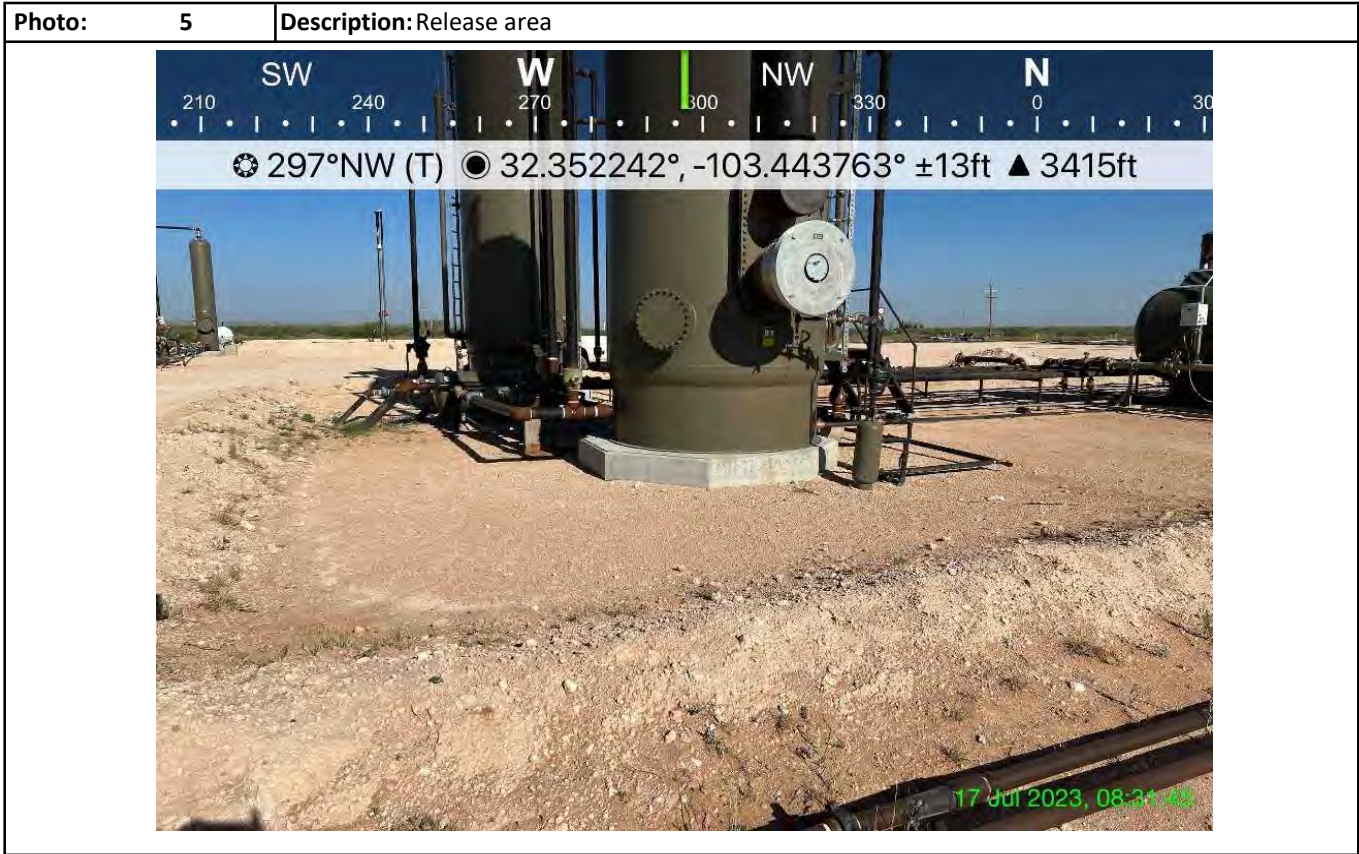 Photo: 5 Description: Release area
SW W NW N
210 240 270 300 330 0 30
297°NW (T) 32.352242°, -103.443763° ±13ft ▲ 3415ft
17 Jul 2023, 08:31:43